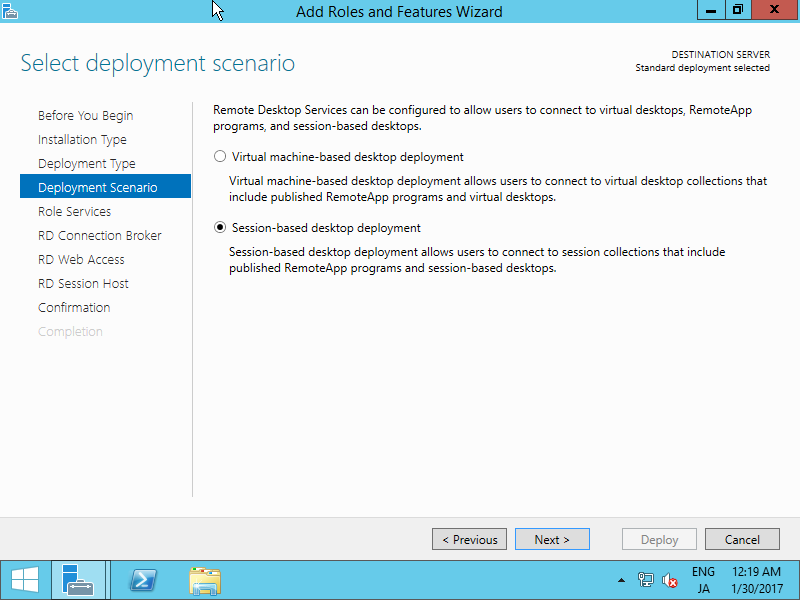 Add Roles and Features Wizard
Select deployment scenario
DESTINATION SERVER
Standard deployment selected
Before You Begin
Installation Type
Deployment Type
Deployment Scenario
Role Services
RD Connection Broker
RD Web Access
RD Session Host
Confirmation
Completion
Remote Desktop Services can be configured to allow users to connect to virtual desktops, RemoteApp
programs, and session-based desktops.
Virtual machine-based desktop deployment
Virtual machine-based desktop deployment allows users to connect to virtual desktop collections that
include published RemoteApp programs and virtual desktops.
Session-based desktop deployment
Session-based desktop deployment allows users to connect to session collections that include
published RemoteApp programs and session-based desktops.
< Previous
Next >
Deploy
Cancel
ENG
JA
12:19 AM
1/30/2017